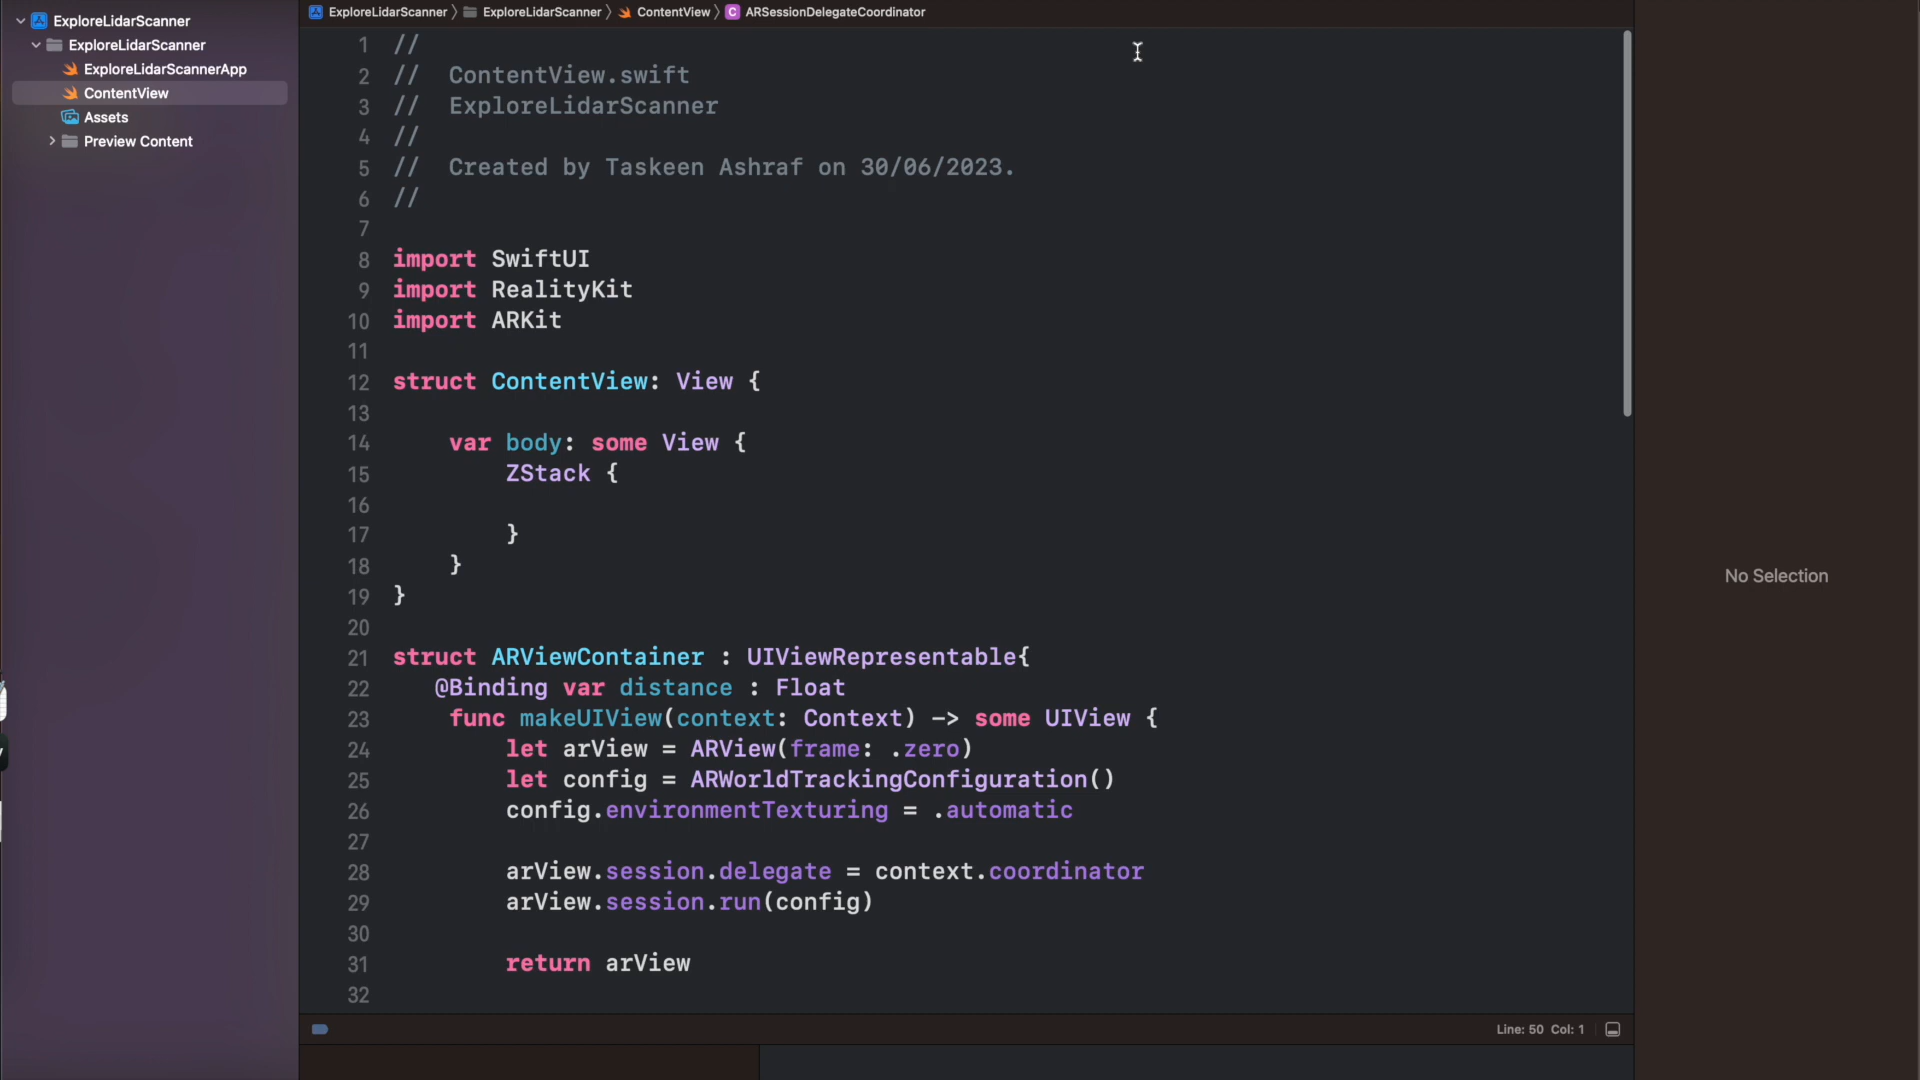 ExploreLidarScanner
ExploreLidarScanner
ExploreLidarScannerApp
ContentView
Assets
Preview Content
ExploreLidarScanner ExploreLidarScanner ContentView C ARSessionDelegateCoordinator
1 //
2 //  ContentView.swift
3 //  ExploreLidarScanner
4 //
5 //  Created by Taskeen Ashraf on 30/06/2023.
6 //
7
8 import SwiftUI
9 import RealityKit
10 import ARKit
11
12 struct ContentView: View {
13
14     var body: some View {
15         ZStack {
16
17         }
18     }
19 }
20
21 struct ARViewContainer : UIViewRepresentable{
22    @Binding var distance : Float
23     func makeUIView(context: Context) -> some UIView {
24         let arView = ARView(frame: .zero)
25         let config = ARWorldTrackingConfiguration()
26         config.environmentTexturing = .automatic
27
28         arView.session.delegate = context.coordinator
29         arView.session.run(config)
30
31         return arView
32
No Selection
Line: 50 Col: 1